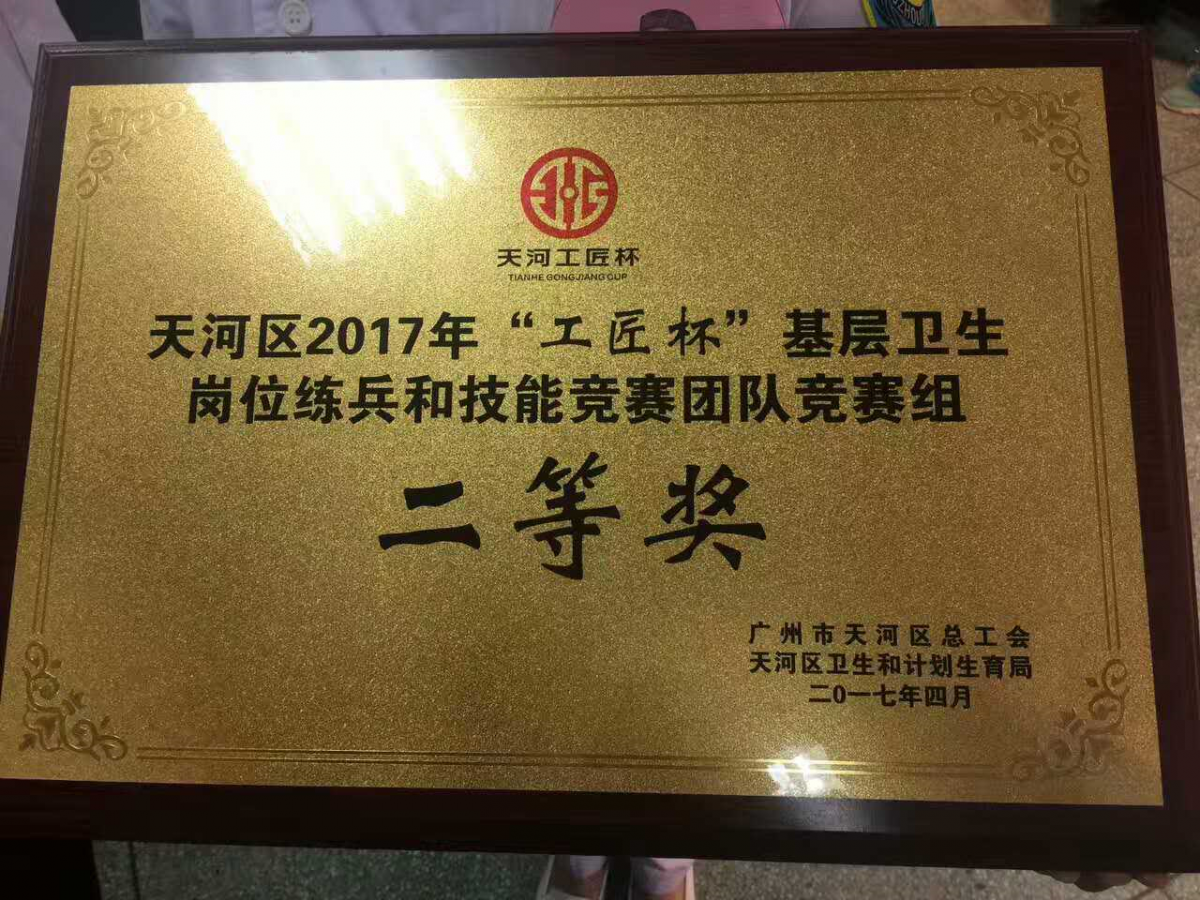 天河工匠杯
TIANHE GONGJIANG CUP
天河区2017年“工匠杯”基层卫生
岗位练兵和技能竞赛团队竞赛组
二等奖
广州市天河区总工会
天河区卫生和计划生育局
二0一七年四月